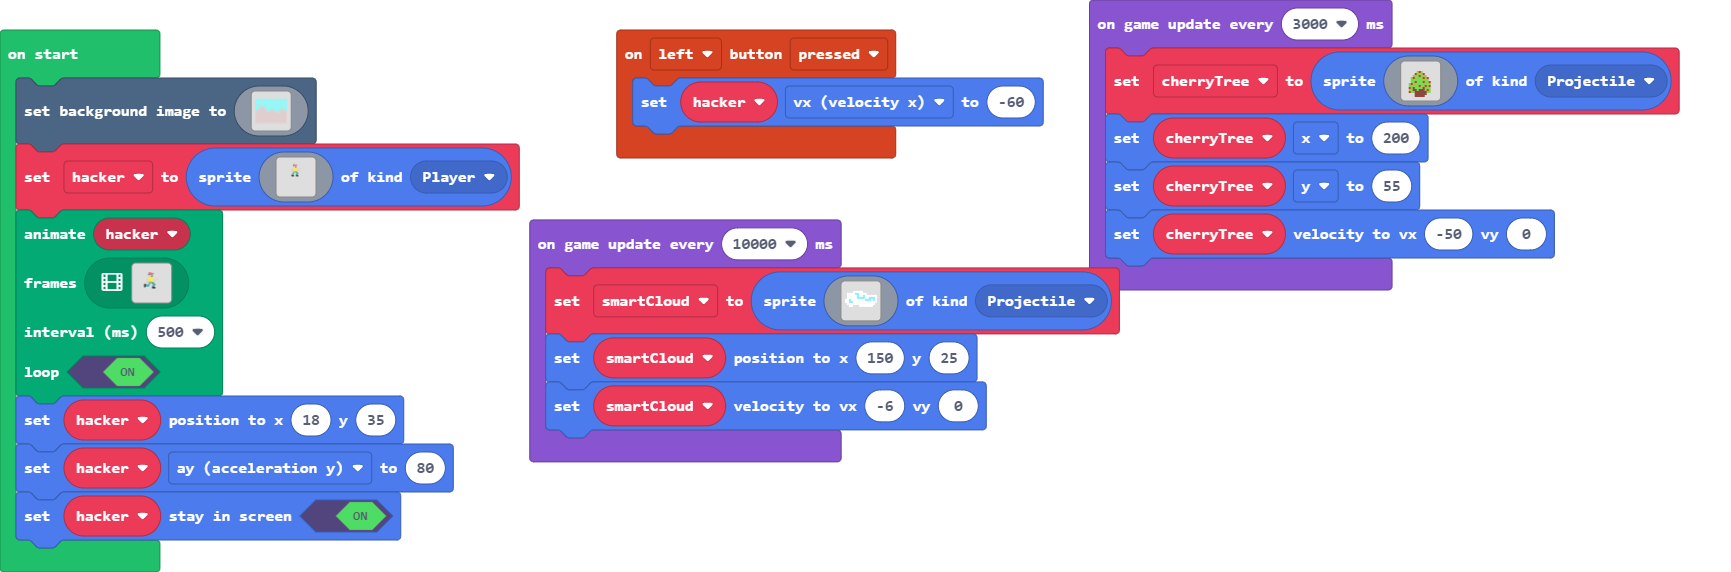 on start
set background image to
set hacker to sprite of kind Player
animate hacker
frames
interval (ms) 500
loop ON
set hacker position to x 18 y 35
set hacker ay (acceleration y) to 80
set hacker stay in screen ON
on left button pressed
set hacker vx (velocity x) to -60
on game update every 10000 ms
set smartCloud to sprite of kind Projectile
set smartCloud position to x 150 y 25
set smartCloud velocity to vx -6 vy 0
on game update every 3000 ms
set cherryTree to sprite of kind Projectile
set cherryTree x to 200
set cherryTree y to 55
set cherryTree velocity to vx -50 vy 0